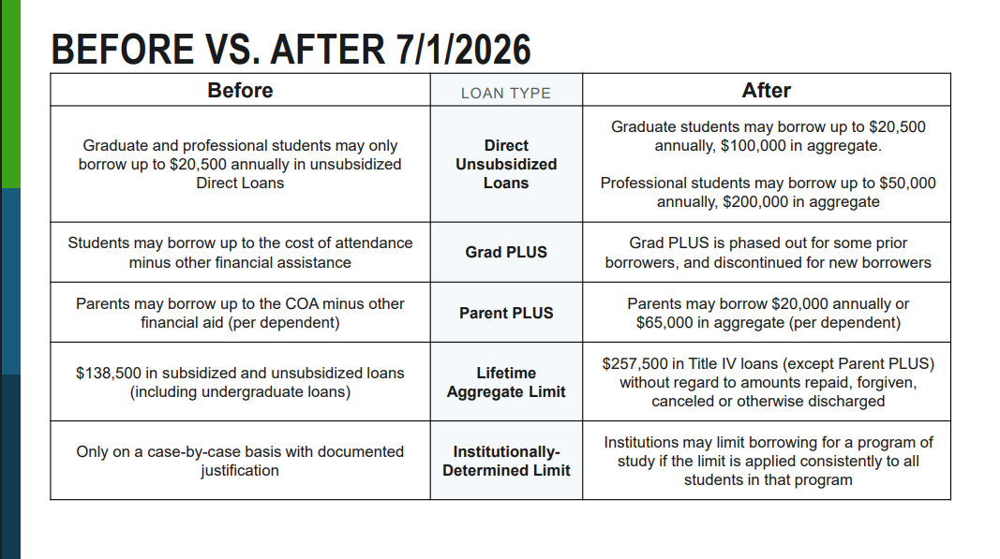 BEFORE VS. AFTER 7/1/2026
Before
LOAN TYPE
After
Graduate and professional students may only
borrow up to $20,500 annually in unsubsidized
Direct Loans
Direct
Unsubsidized
Loans
Graduate students may borrow up to $20,500
annually, $100,000 in aggregate.
Professional students may borrow up to $50,000
annually, $200,000 in aggregate
Students may borrow up to the cost of attendance
minus other financial assistance
Grad PLUS
Grad PLUS is phased out for some prior
borrowers, and discontinued for new borrowers
Parents may borrow up to the COA minus other
financial aid (per dependent)
Parent PLUS
Parents may borrow $20,000 annually or
$65,000 in aggregate (per dependent)
$138,500 in subsidized and unsubsidized loans
(including undergraduate loans)
Lifetime
Aggregate Limit
$257,500 in Title IV loans (except Parent PLUS)
without regard to amounts repaid, forgiven,
canceled or otherwise discharged
Only on a case-by-case basis with documented
justification
Institutionally-
Determined Limit
Institutions may limit borrowing for a program of
study if the limit is applied consistently to all
students in that program